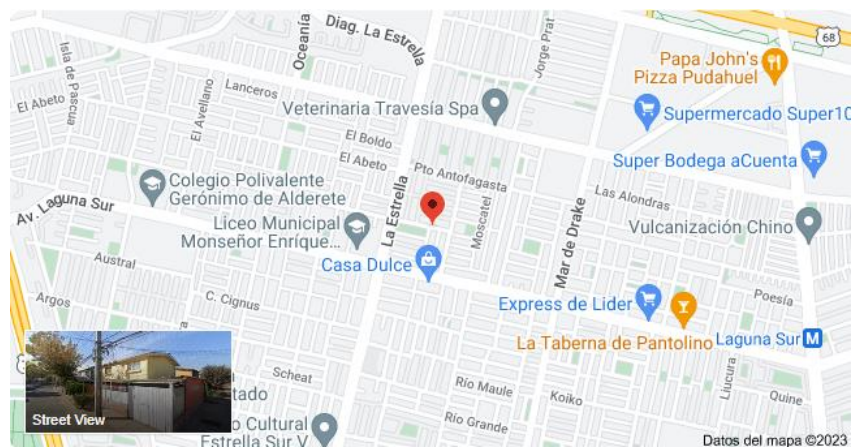 Diag. La Estrella
Oceanía
Isla de Pascua
Jorge Prat
68
Papa John's
Pizza Pudahuel
Lanceros
El Abeto
El Avellano
Veterinaria Travesía Spa
Supermercado Super10
El Boldo
El Abeto
Pto Antofagasta
Super Bodega aCuenta
Colegio Polivalente
Gerónimo de Alderete
Las Alondras
Av. Laguna Sur
Liceo Municipal
Monseñor Enríque...
La Estrella
Moscatel
Mar de Drake
Vulcanización Chino
Casa Dulce
Austral
Argos
C. Cignus
Express de Lider
Poesía
La Taberna de Pantolino
Laguna Sur
M
Scheat
Río Maule
Koiko
Liucura
Quine
Río Grande
tado
o Cultural
Estrella Sur V
Street View
Datos del mapa ©2023